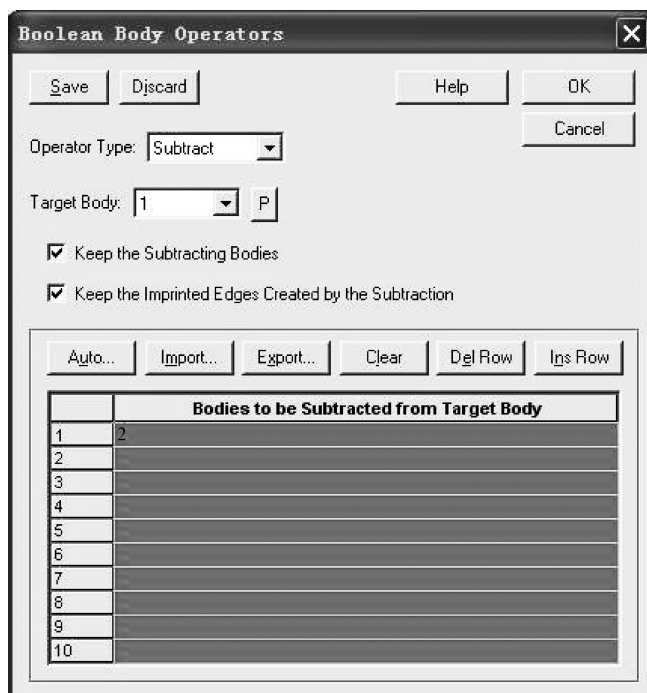 Boolean Body Operators
Save Discard Help OK
Cancel
Operator Type: Subtract
Target Body: 1 P
Keep the Subtracting Bodies
Keep the Imprinted Edges Created by the Subtraction
Auto... Import... Export... Clear Del Row Ins Row
Bodies to be Subtracted from Target Body
1 2
2
3
4
5
6
7
8
9
10